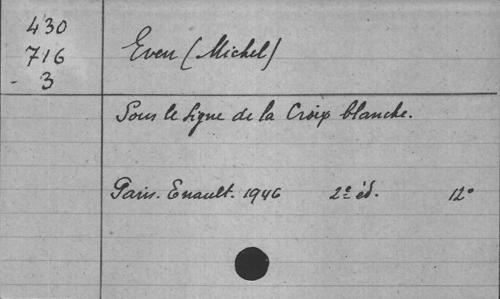 430
716
- 3
Even (Michel)
Sous le signe de la Croix blanche.
Paris. Enault. 1946 2e éd. 12°